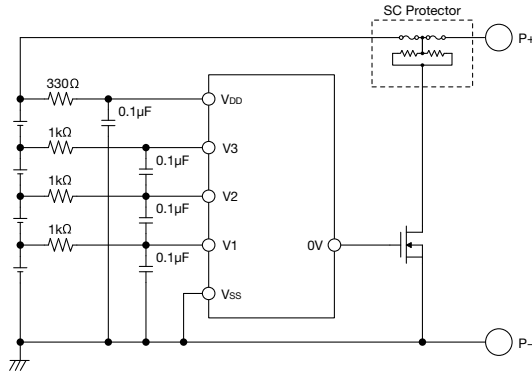 SC Protector
P+
330Ω
0.1μF
VDD
1kΩ
0.1μF
V3
1kΩ
0.1μF
V2
1kΩ
0.1μF
V1
0V
VSS
P−